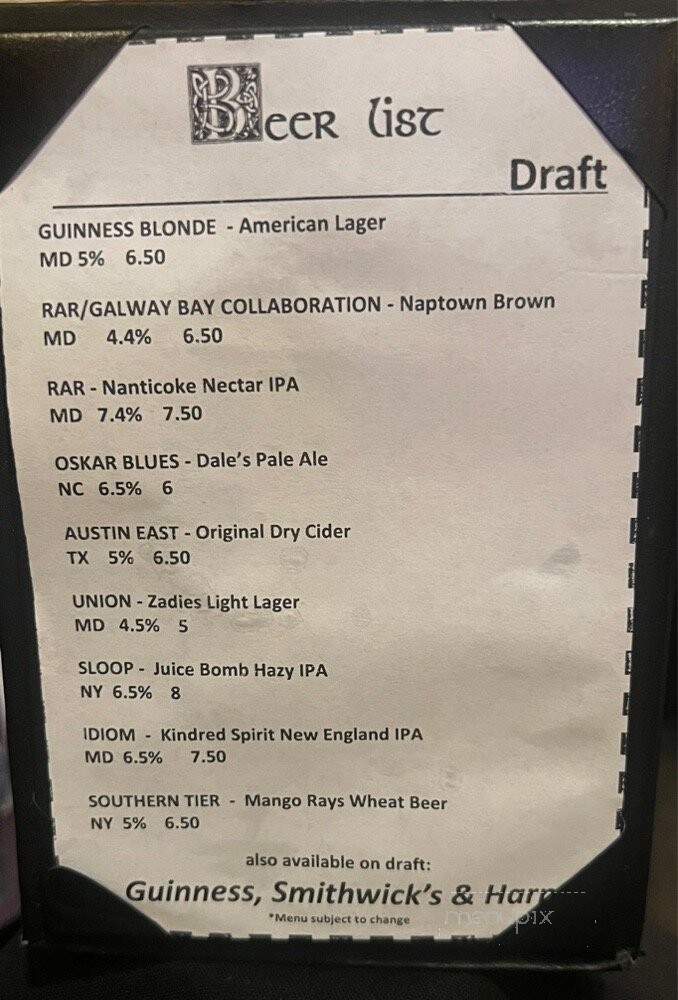 Beer List
Draft
GUINNESS BLONDE - American Lager
MD 5% 6.50
RAR/GALWAY BAY COLLABORATION - Naptown Brown
MD 4.4% 6.50
RAR - Nanticoke Nectar IPA
MD 7.4% 7.50
OSKAR BLUES - Dale's Pale Ale
NC 6.5% 6
AUSTIN EAST - Original Dry Cider
TX 5% 6.50
UNION - Zadies Light Lager
MD 4.5% 5
SLOOP - Juice Bomb Hazy IPA
NY 6.5% 8
IDIOM - Kindred Spirit New England IPA
MD 6.5% 7.50
SOUTHERN TIER - Mango Rays Wheat Beer
NY 5% 6.50
also available on draft:
Guinness, Smithwick's &
*Menu subject to change
menupix